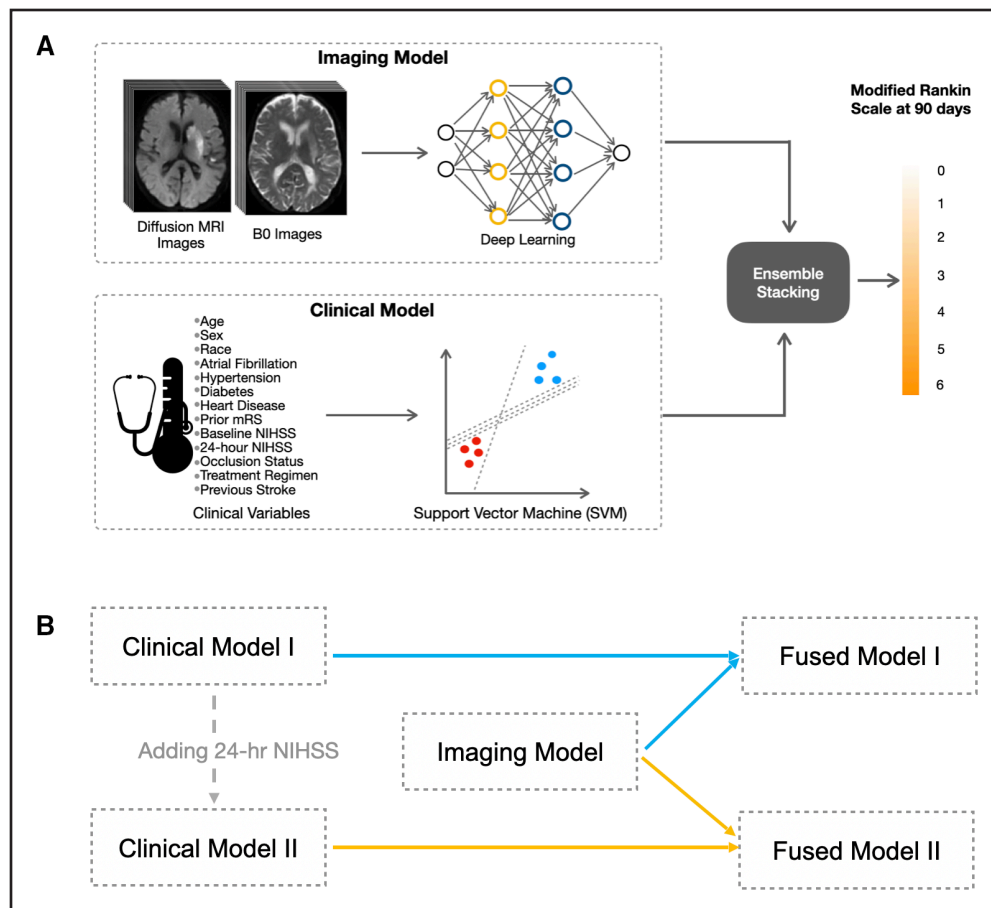 A
Imaging Model
Diffusion MRI
Images
B0 Images
Deep Learning
Clinical Model
•Age
•Sex
•Race
•Atrial Fibrillation
•Hypertension
•Diabetes
•Heart Disease
•Prior mRS
•Baseline NIHSS
•24-hour NIHSS
•Occlusion Status
•Treatment Regimen
•Previous Stroke
Clinical Variables
Support Vector Machine (SVM)
Ensemble
Stacking
Modified Rankin
Scale at 90 days
0
1
2
3
4
5
6
B
Clinical Model I
Adding 24-hr NIHSS
Clinical Model II
Imaging Model
Fused Model I
Fused Model II